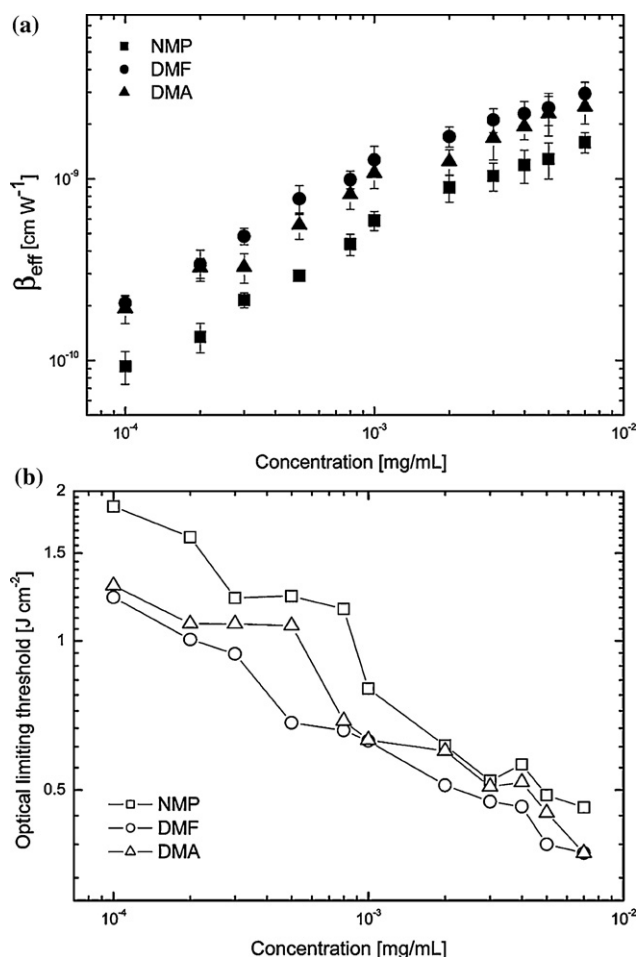 (a)
NMP
DMF
DMA
β_eff [cm W⁻¹]
10⁻⁹
10⁻¹⁰
10⁻⁴ 10⁻³ 10⁻²
Concentration [mg/mL]
(b)
2
1.5
1
0.5
Optical limiting threshold [J cm⁻²]
NMP
DMF
DMA
10⁻⁴ 10⁻³ 10⁻²
Concentration [mg/mL]